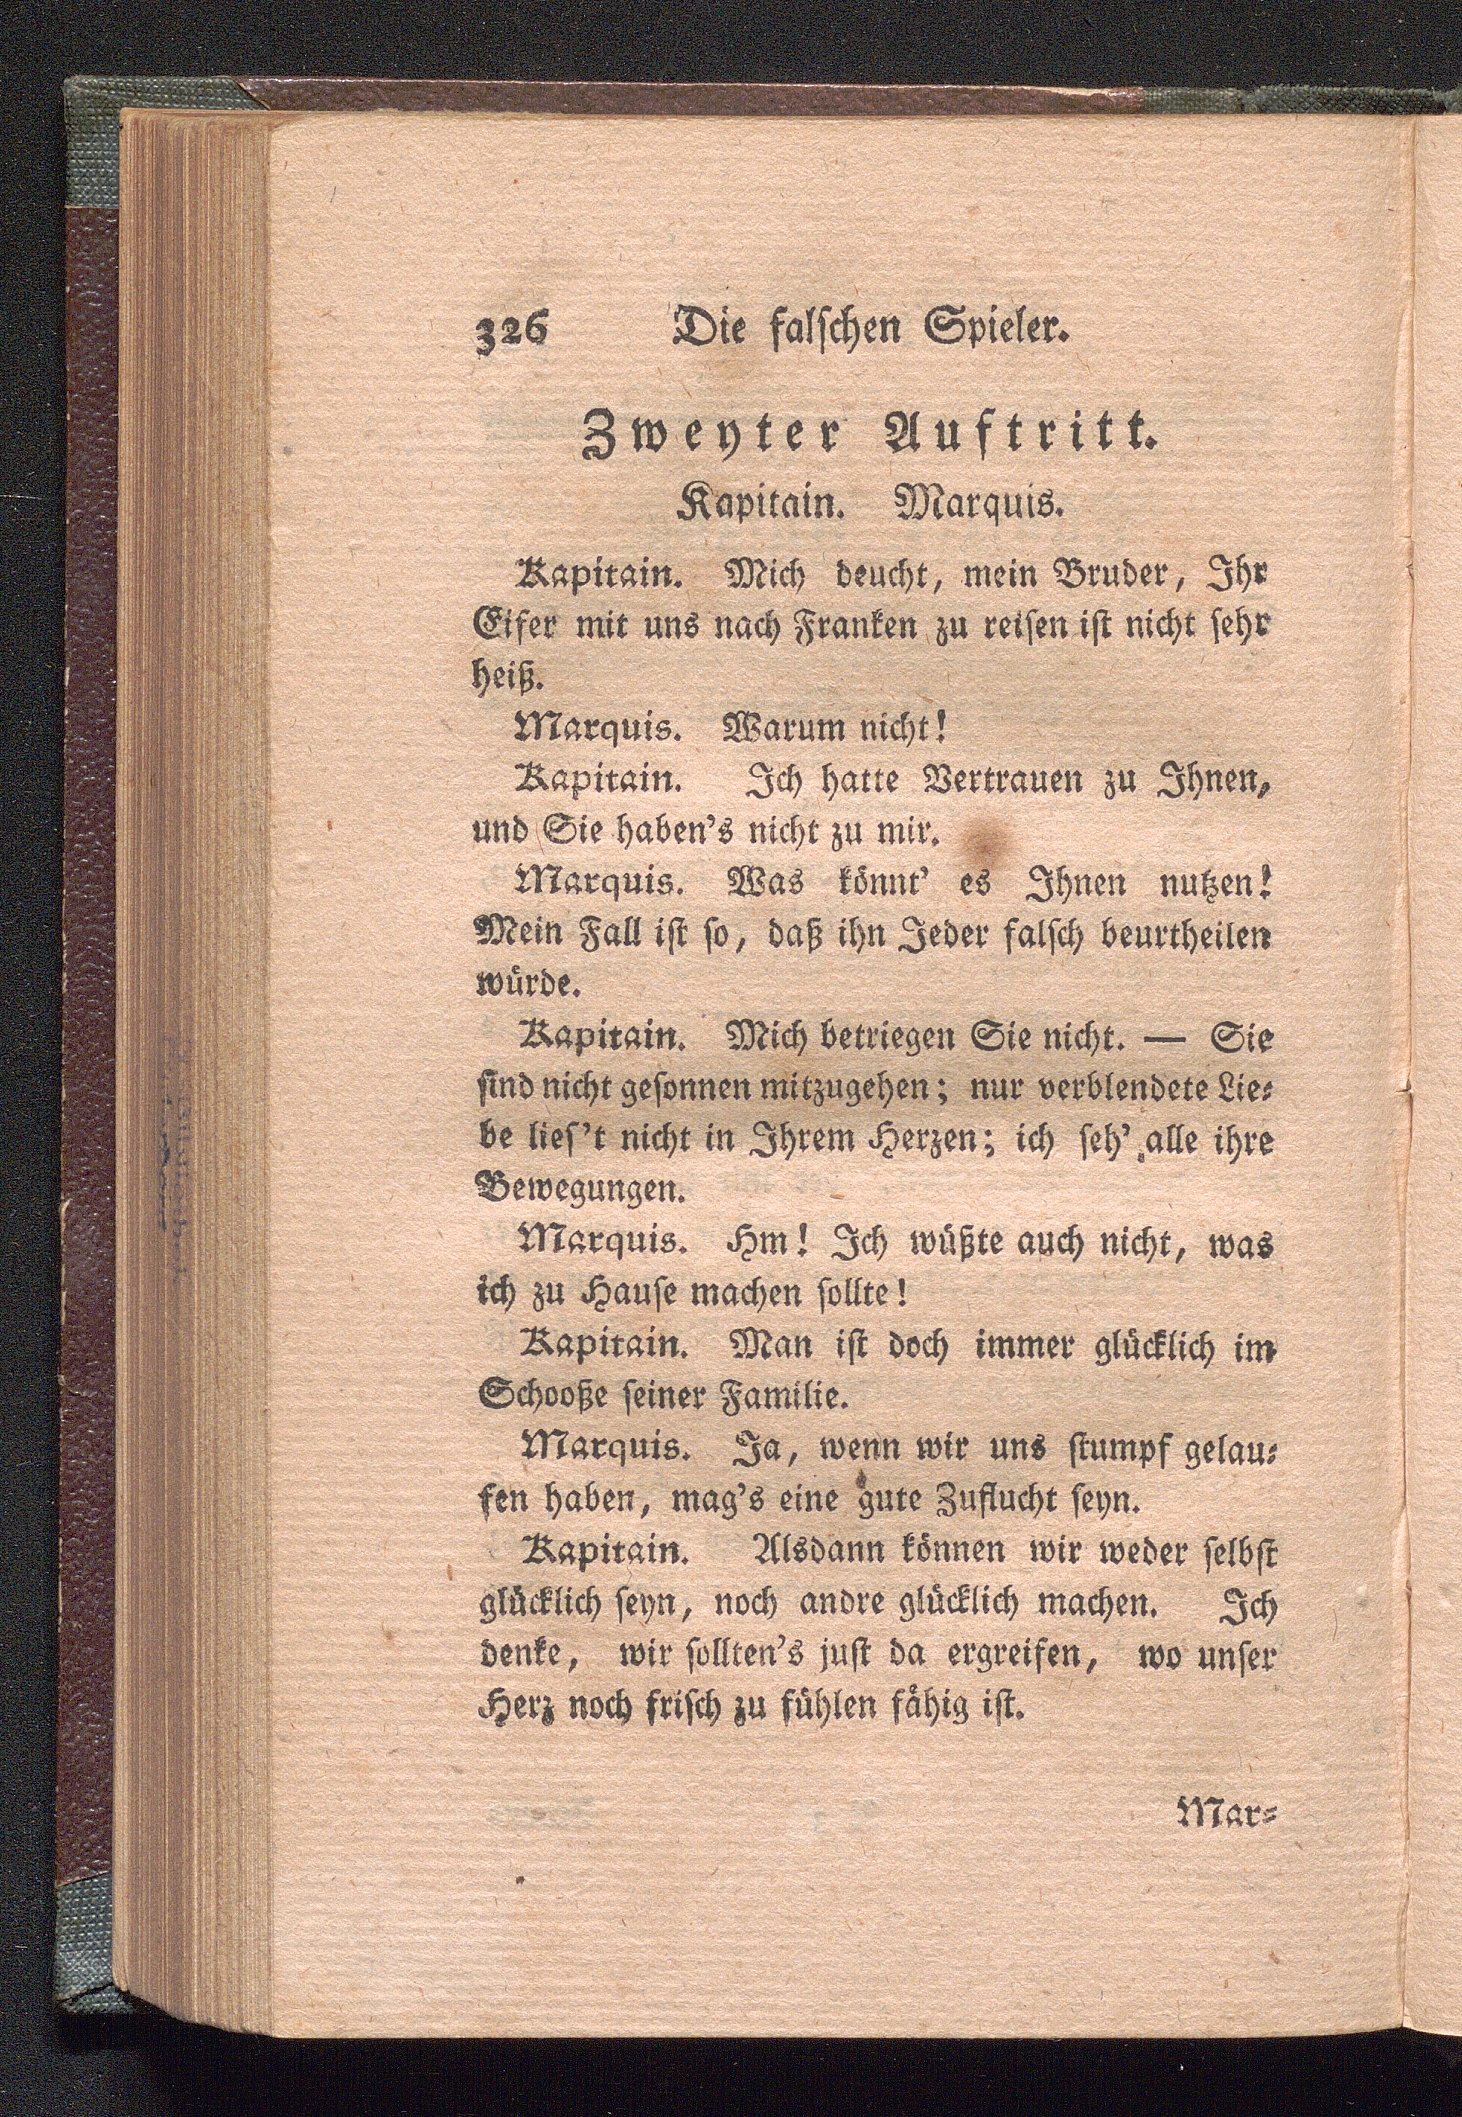 326 Die falſchen Spieler.
Zweyter Auftritt.
Kapitain. Marquis.
Kapitain. Mich deucht, mein Bruder, Ihr
Eifer mit uns nach Franken zu reiſen iſt nicht ſehr
heiß.
Marquis. Warum nicht!
Kapitain. Ich hatte Vertrauen zu Ihnen,
und Sie haben's nicht zu mir.
Marquis. Was könnt' es Ihnen nutzen!
Mein Fall iſt ſo, daß ihn Jeder falſch beurtheilen
würde.
Kapitain. Mich betriegen Sie nicht. — Sie
ſind nicht geſonnen mitzugehen; nur verblendete Lie⸗
be lieſ't nicht in Ihrem Herzen; ich ſeh' alle ihre
Bewegungen.
Marquis. Hm! Ich wüßte auch nicht, was
ich zu Hauſe machen ſollte!
Kapitain. Man iſt doch immer glücklich im
Schooße ſeiner Familie.
Marquis. Ja, wenn wir uns ſtumpf gelau⸗
fen haben, mag's eine gute Zuflucht ſeyn.
Kapitain. Alsdann können wir weder ſelbſt
glücklich ſeyn, noch andre glücklich machen. Ich
denke, wir ſollten's juſt da ergreifen, wo unſer
Herz noch friſch zu fühlen fähig iſt.
Mar⸗